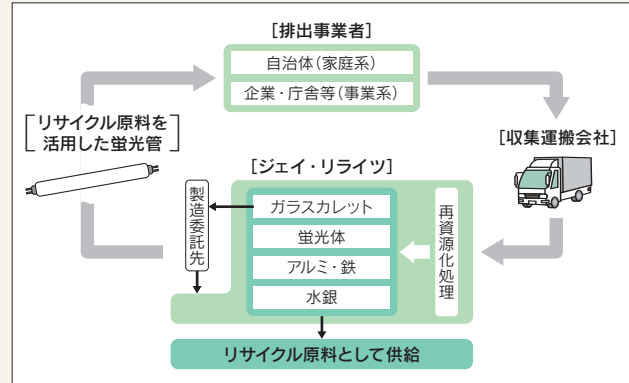 [排出事業者]
自治体(家庭系)
企業・庁舎等(事業系)
[リサイクル原料を
活用した蛍光管]
[収集運搬会社]
[ジェイ・リライツ]
製造委託先
ガラスカレット
蛍光体
アルミ・鉄
水銀
再資源化処理
リサイクル原料として供給